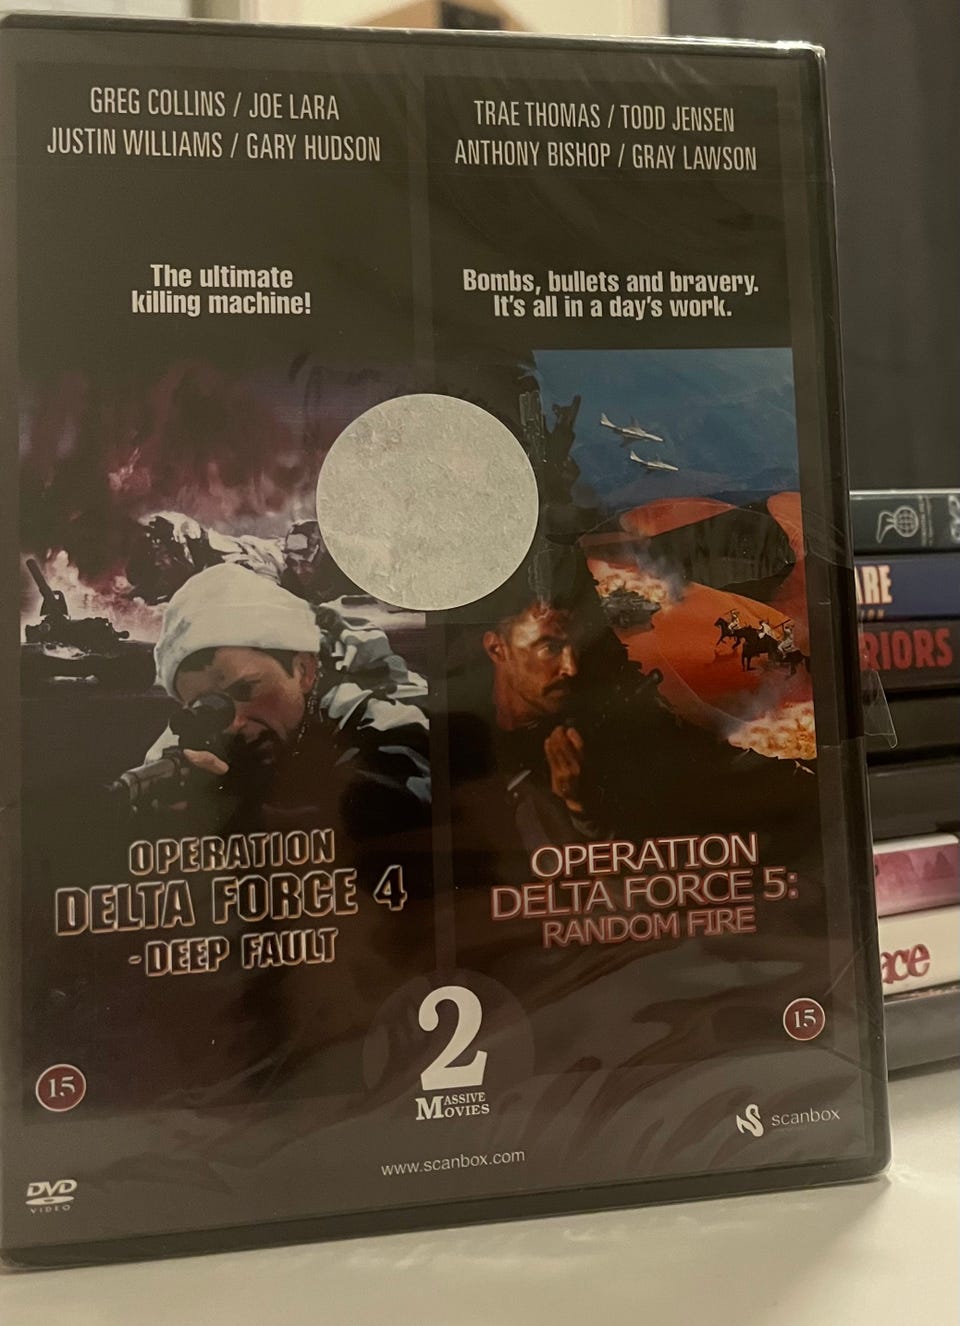 GREG COLLINS / JOE LARA
JUSTIN WILLIAMS / GARY HUDSON
TRAE THOMAS / TODD JENSEN
ANTHONY BISHOP / GRAY LAWSON
The ultimate
killing machine!
Bombs, bullets and bravery.
It's all in a day's work.
OPERATION
DELTA FORCE 4
-DEEP FAULT
OPERATION
DELTA FORCE 5:
RANDOM FIRE
2
MASSIVE
MOVIES
15
15
scanbox
www.scanbox.com
DVD
VIDEO
ARE
RIORS
ace